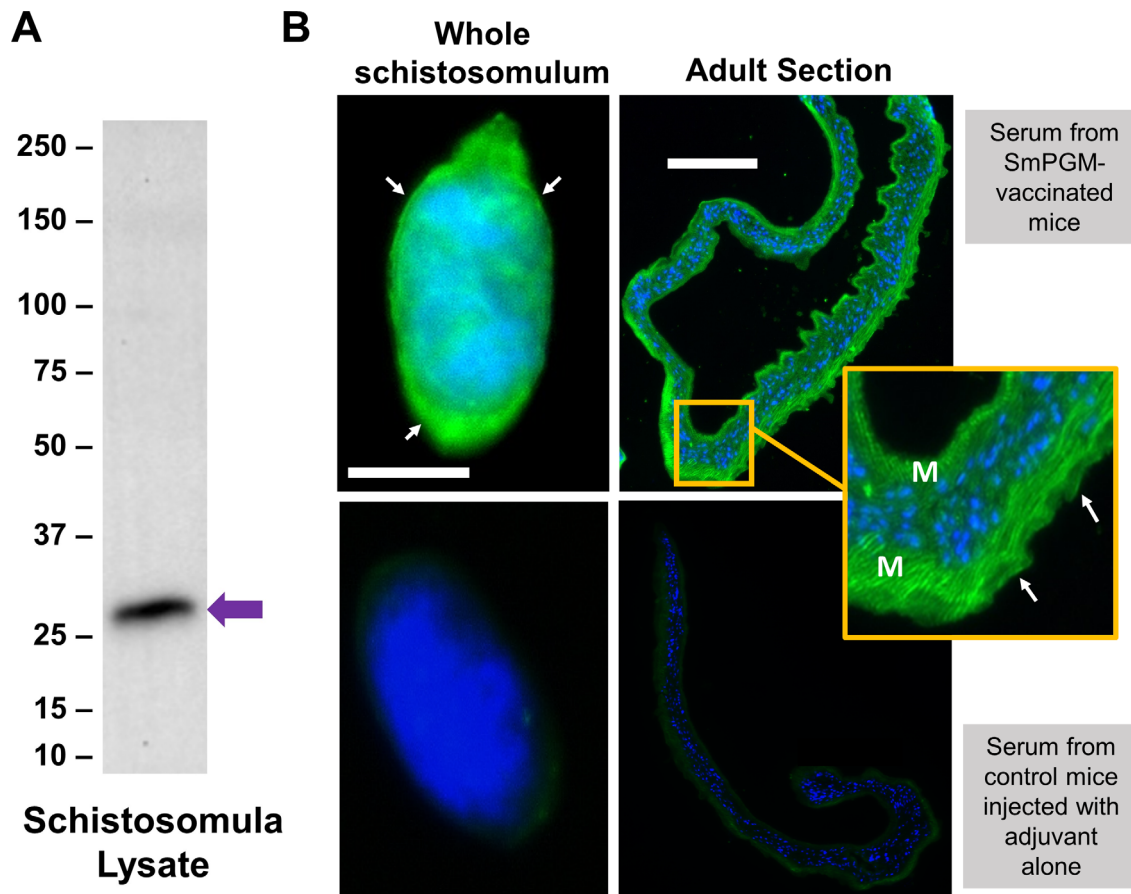 A
250 –
150 –
100 –
75 –
50 –
37 –
25 –
15 –
10 –
Schistosomula
Lysate
B
Whole
schistosomulum
Adult Section
M
M
Serum from
SmPGM-
vaccinated
mice
Serum from
control mice
injected with
adjuvant
alone